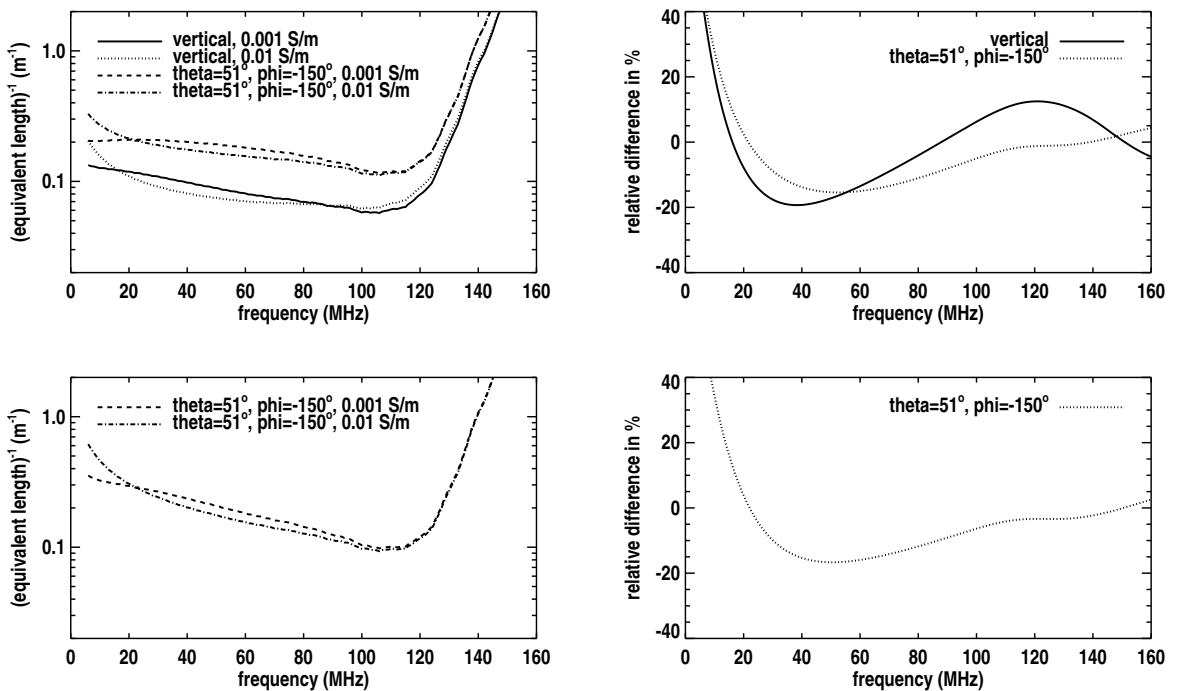 (equivalent length)⁻¹ (m⁻¹)
1.0
0.1
vertical, 0.001 S/m
vertical, 0.01 S/m
theta=51°, phi=-150°, 0.001 S/m
theta=51°, phi=-150°, 0.01 S/m
0 20 40 60 80 100 120 140 160
frequency (MHz)
relative difference in %
40
20
0
-20
-40
vertical
theta=51°, phi=-150°
0 20 40 60 80 100 120 140 160
frequency (MHz)
(equivalent length)⁻¹ (m⁻¹)
1.0
0.1
theta=51°, phi=-150°, 0.001 S/m
theta=51°, phi=-150°, 0.01 S/m
0 20 40 60 80 100 120 140 160
frequency (MHz)
relative difference in %
40
20
0
-20
-40
theta=51°, phi=-150°
0 20 40 60 80 100 120 140 160
frequency (MHz)